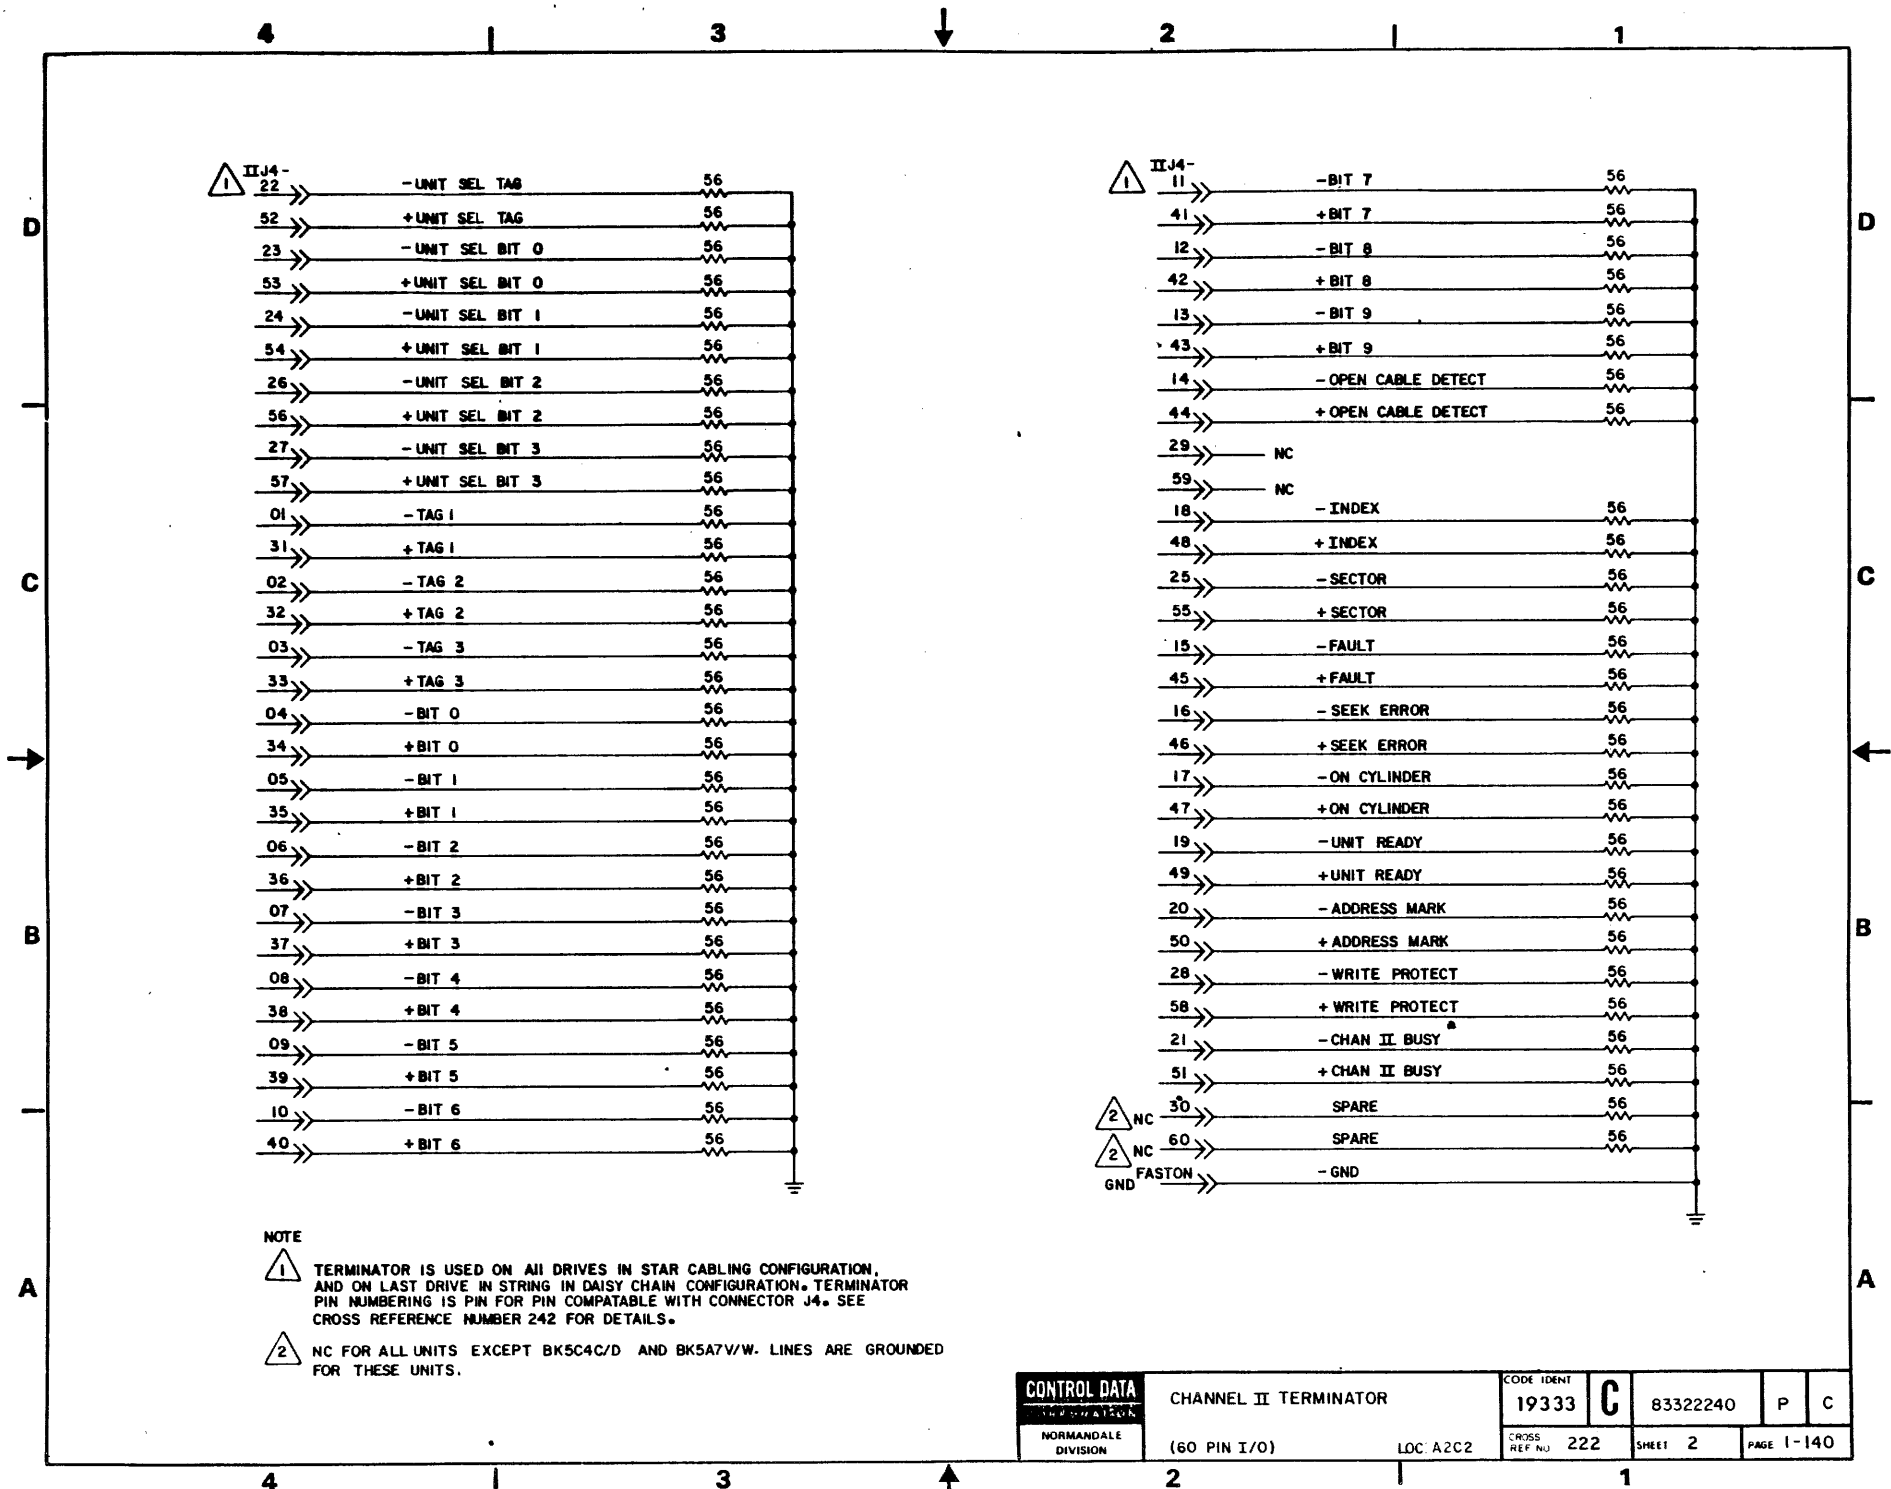 4 3 2 1
IIJ4- 22 -UNIT SEL TAG 56
52 +UNIT SEL TAG 56
23 -UNIT SEL BIT 0 56
53 +UNIT SEL BIT 0 56
24 -UNIT SEL BIT 1 56
54 +UNIT SEL BIT 1 56
26 -UNIT SEL BIT 2 56
56 +UNIT SEL BIT 2 56
27 -UNIT SEL BIT 3 56
57 +UNIT SEL BIT 3 56
01 -TAG 1 56
31 +TAG 1 56
02 -TAG 2 56
32 +TAG 2 56
03 -TAG 3 56
33 +TAG 3 56
04 -BIT 0 56
34 +BIT 0 56
05 -BIT 1 56
35 +BIT 1 56
06 -BIT 2 56
36 +BIT 2 56
07 -BIT 3 56
37 +BIT 3 56
08 -BIT 4 56
38 +BIT 4 56
09 -BIT 5 56
39 +BIT 5 56
10 -BIT 6 56
40 +BIT 6 56
1
IIJ4- 11 -BIT 7 56
41 +BIT 7 56
12 -BIT 8 56
42 +BIT 8 56
13 -BIT 9 56
43 +BIT 9 56
14 -OPEN CABLE DETECT 56
44 +OPEN CABLE DETECT 56
29 NC
59 NC
18 -INDEX 56
48 +INDEX 56
25 -SECTOR 56
55 +SECTOR 56
15 -FAULT 56
45 +FAULT 56
16 -SEEK ERROR 56
46 +SEEK ERROR 56
17 -ON CYLINDER 56
47 +ON CYLINDER 56
19 -UNIT READY 56
49 +UNIT READY 56
20 -ADDRESS MARK 56
50 +ADDRESS MARK 56
28 -WRITE PROTECT 56
58 +WRITE PROTECT 56
21 -CHAN II BUSY 56
51 +CHAN II BUSY 56
2 NC 30 SPARE 56
2 NC 60 SPARE 56
GND FASTON -GND
1
D D
C C
B B
A A
NOTE
1 TERMINATOR IS USED ON All DRIVES IN STAR CABLING CONFIGURATION,
AND ON LAST DRIVE IN STRING IN DAISY CHAIN CONFIGURATION. TERMINATOR
PIN NUMBERING IS PIN FOR PIN COMPATABLE WITH CONNECTOR J4. SEE
CROSS REFERENCE NUMBER 242 FOR DETAILS.
2 NC FOR ALL UNITS EXCEPT BK5C4C/D AND BK5A7V/W. LINES ARE GROUNDED
FOR THESE UNITS.
CONTROL DATA
CORPORATION
NORMANDALE
DIVISION
CHANNEL II TERMINATOR
(60 PIN I/O) LOC: A2C2
CODE IDENT
19333 C 83322240 P C
CROSS
REF NO 222 SHEET 2 PAGE 1-140
4 3 2 1